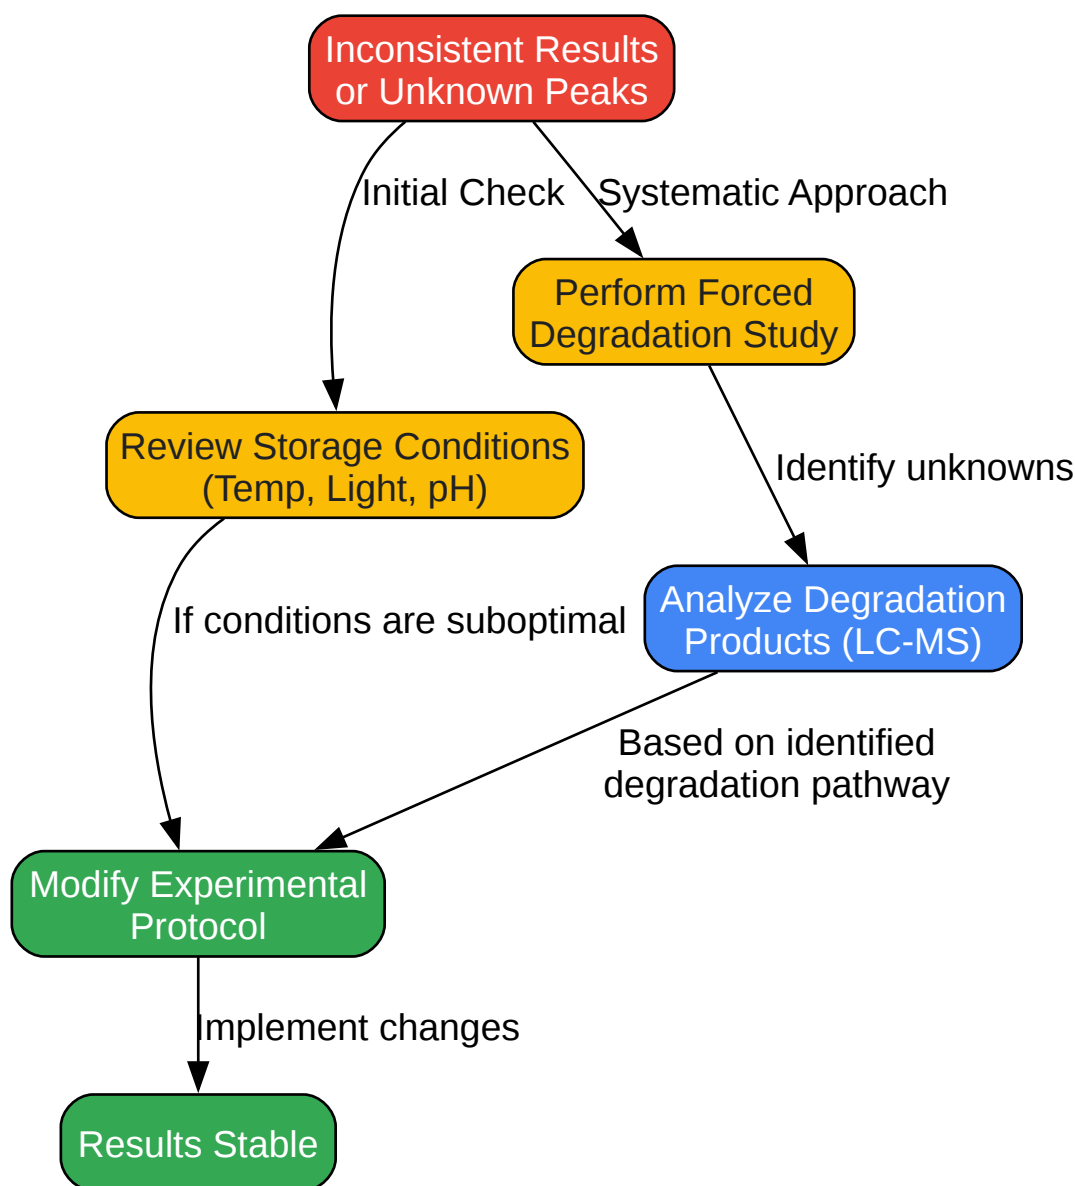 Inconsistent Results
or Unknown Peaks
Initial Check
Systematic Approach
Perform Forced
Degradation Study
Review Storage Conditions
(Temp, Light, pH)
Identify unknowns
If conditions are suboptimal
Analyze Degradation
Products (LC-MS)
Based on identified
degradation pathway
Modify Experimental
Protocol
Implement changes
Results Stable